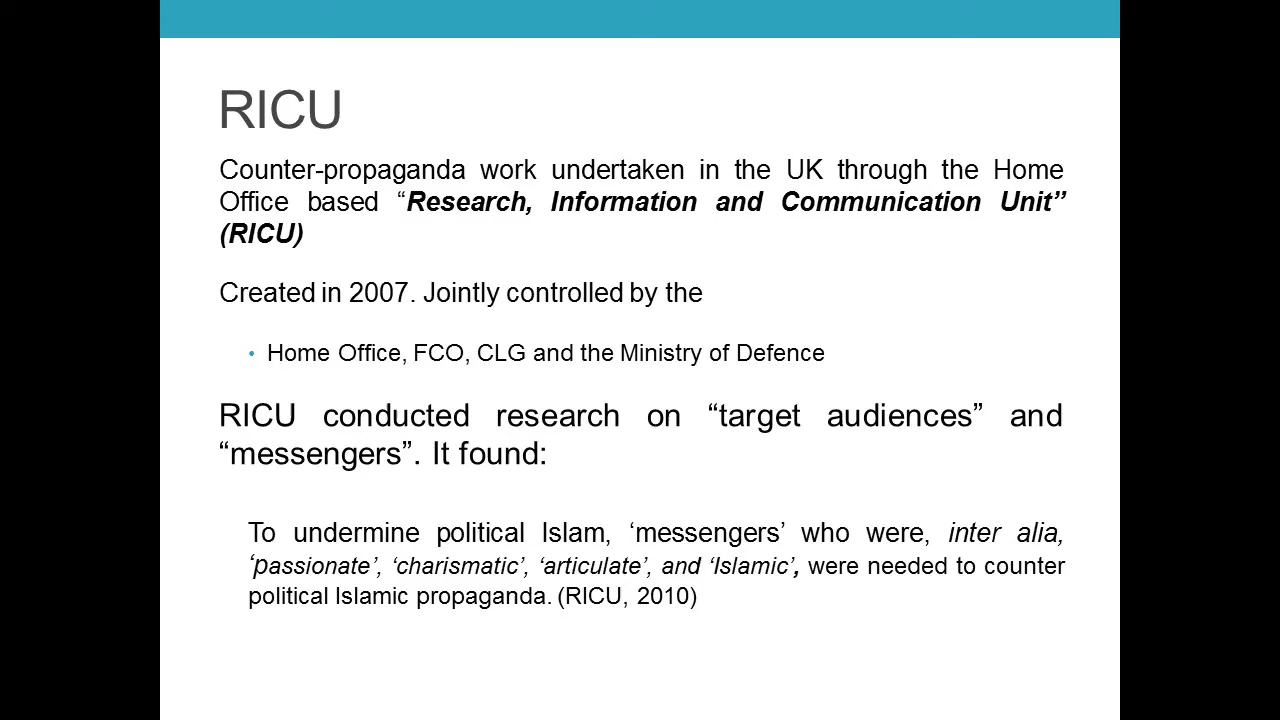 RICU
Counter-propaganda work undertaken in the UK through the Home
Office based “Research, Information and Communication Unit”
(RICU)
Created in 2007. Jointly controlled by the
• Home Office, FCO, CLG and the Ministry of Defence
RICU conducted research on “target audiences” and
“messengers”. It found:
To undermine political Islam, ‘messengers’ who were, inter alia,
‘passionate’, ‘charismatic’, ‘articulate’, and ‘Islamic’, were needed to counter
political Islamic propaganda. (RICU, 2010)